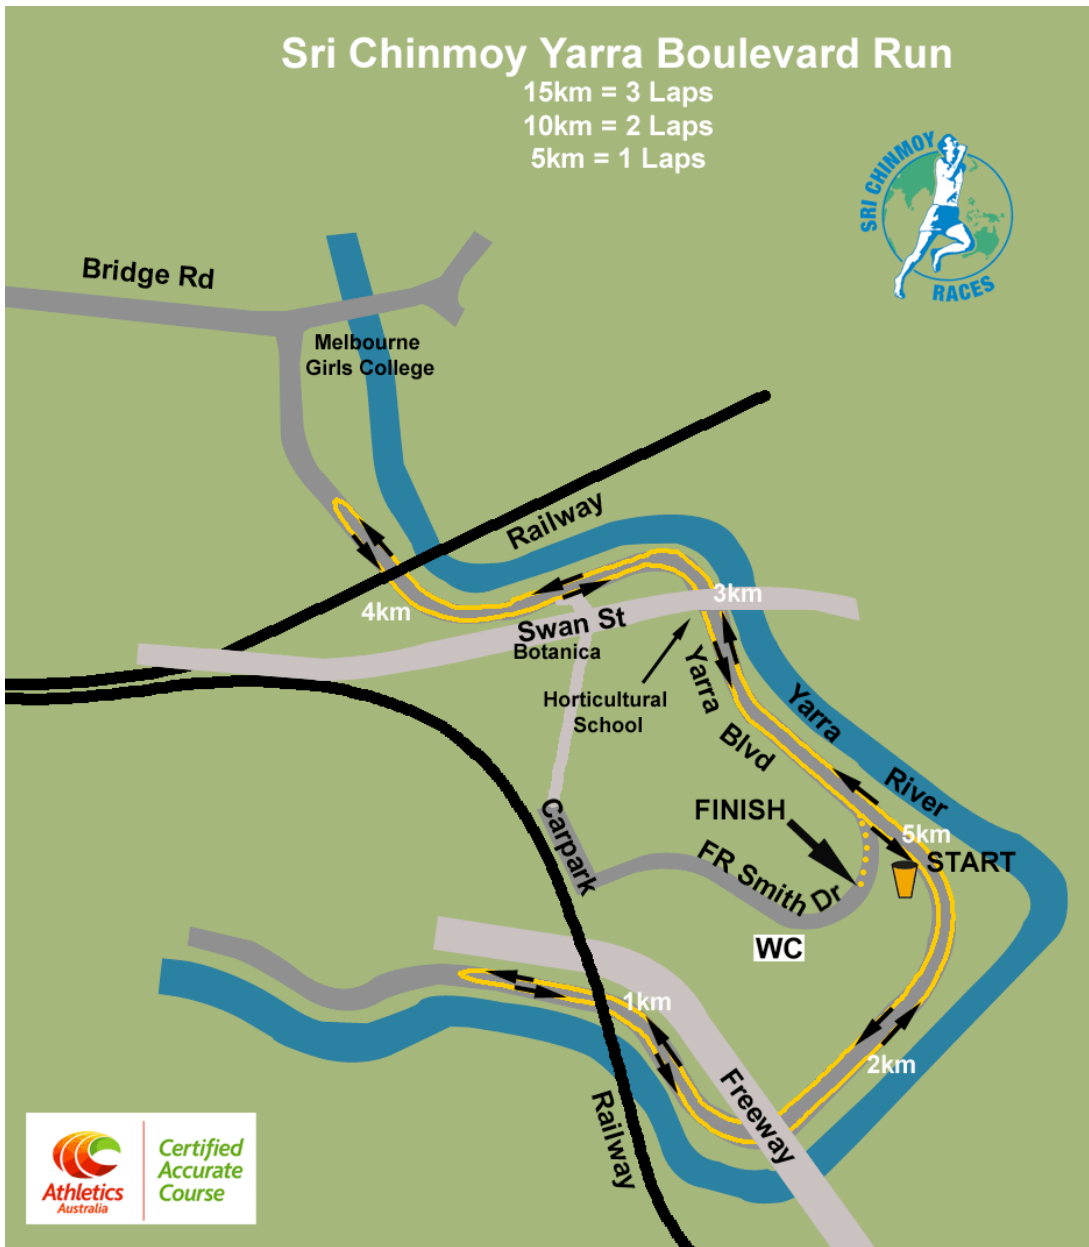 Sri Chinmoy Yarra Boulevard Run
15km = 3 Laps
10km = 2 Laps
5km = 1 Laps
SRI CHINMOY
RACES
Bridge Rd
Melbourne
Girls College
Railway
3km
4km
Swan St
Botanica
Horticultural
School
Yarra
Blvd
Yarra
River
FINISH
Carpark
5km
START
FR Smith Dr
WC
1km
2km
Freeway
Railway
Athletics
Australia
Certified
Accurate
Course